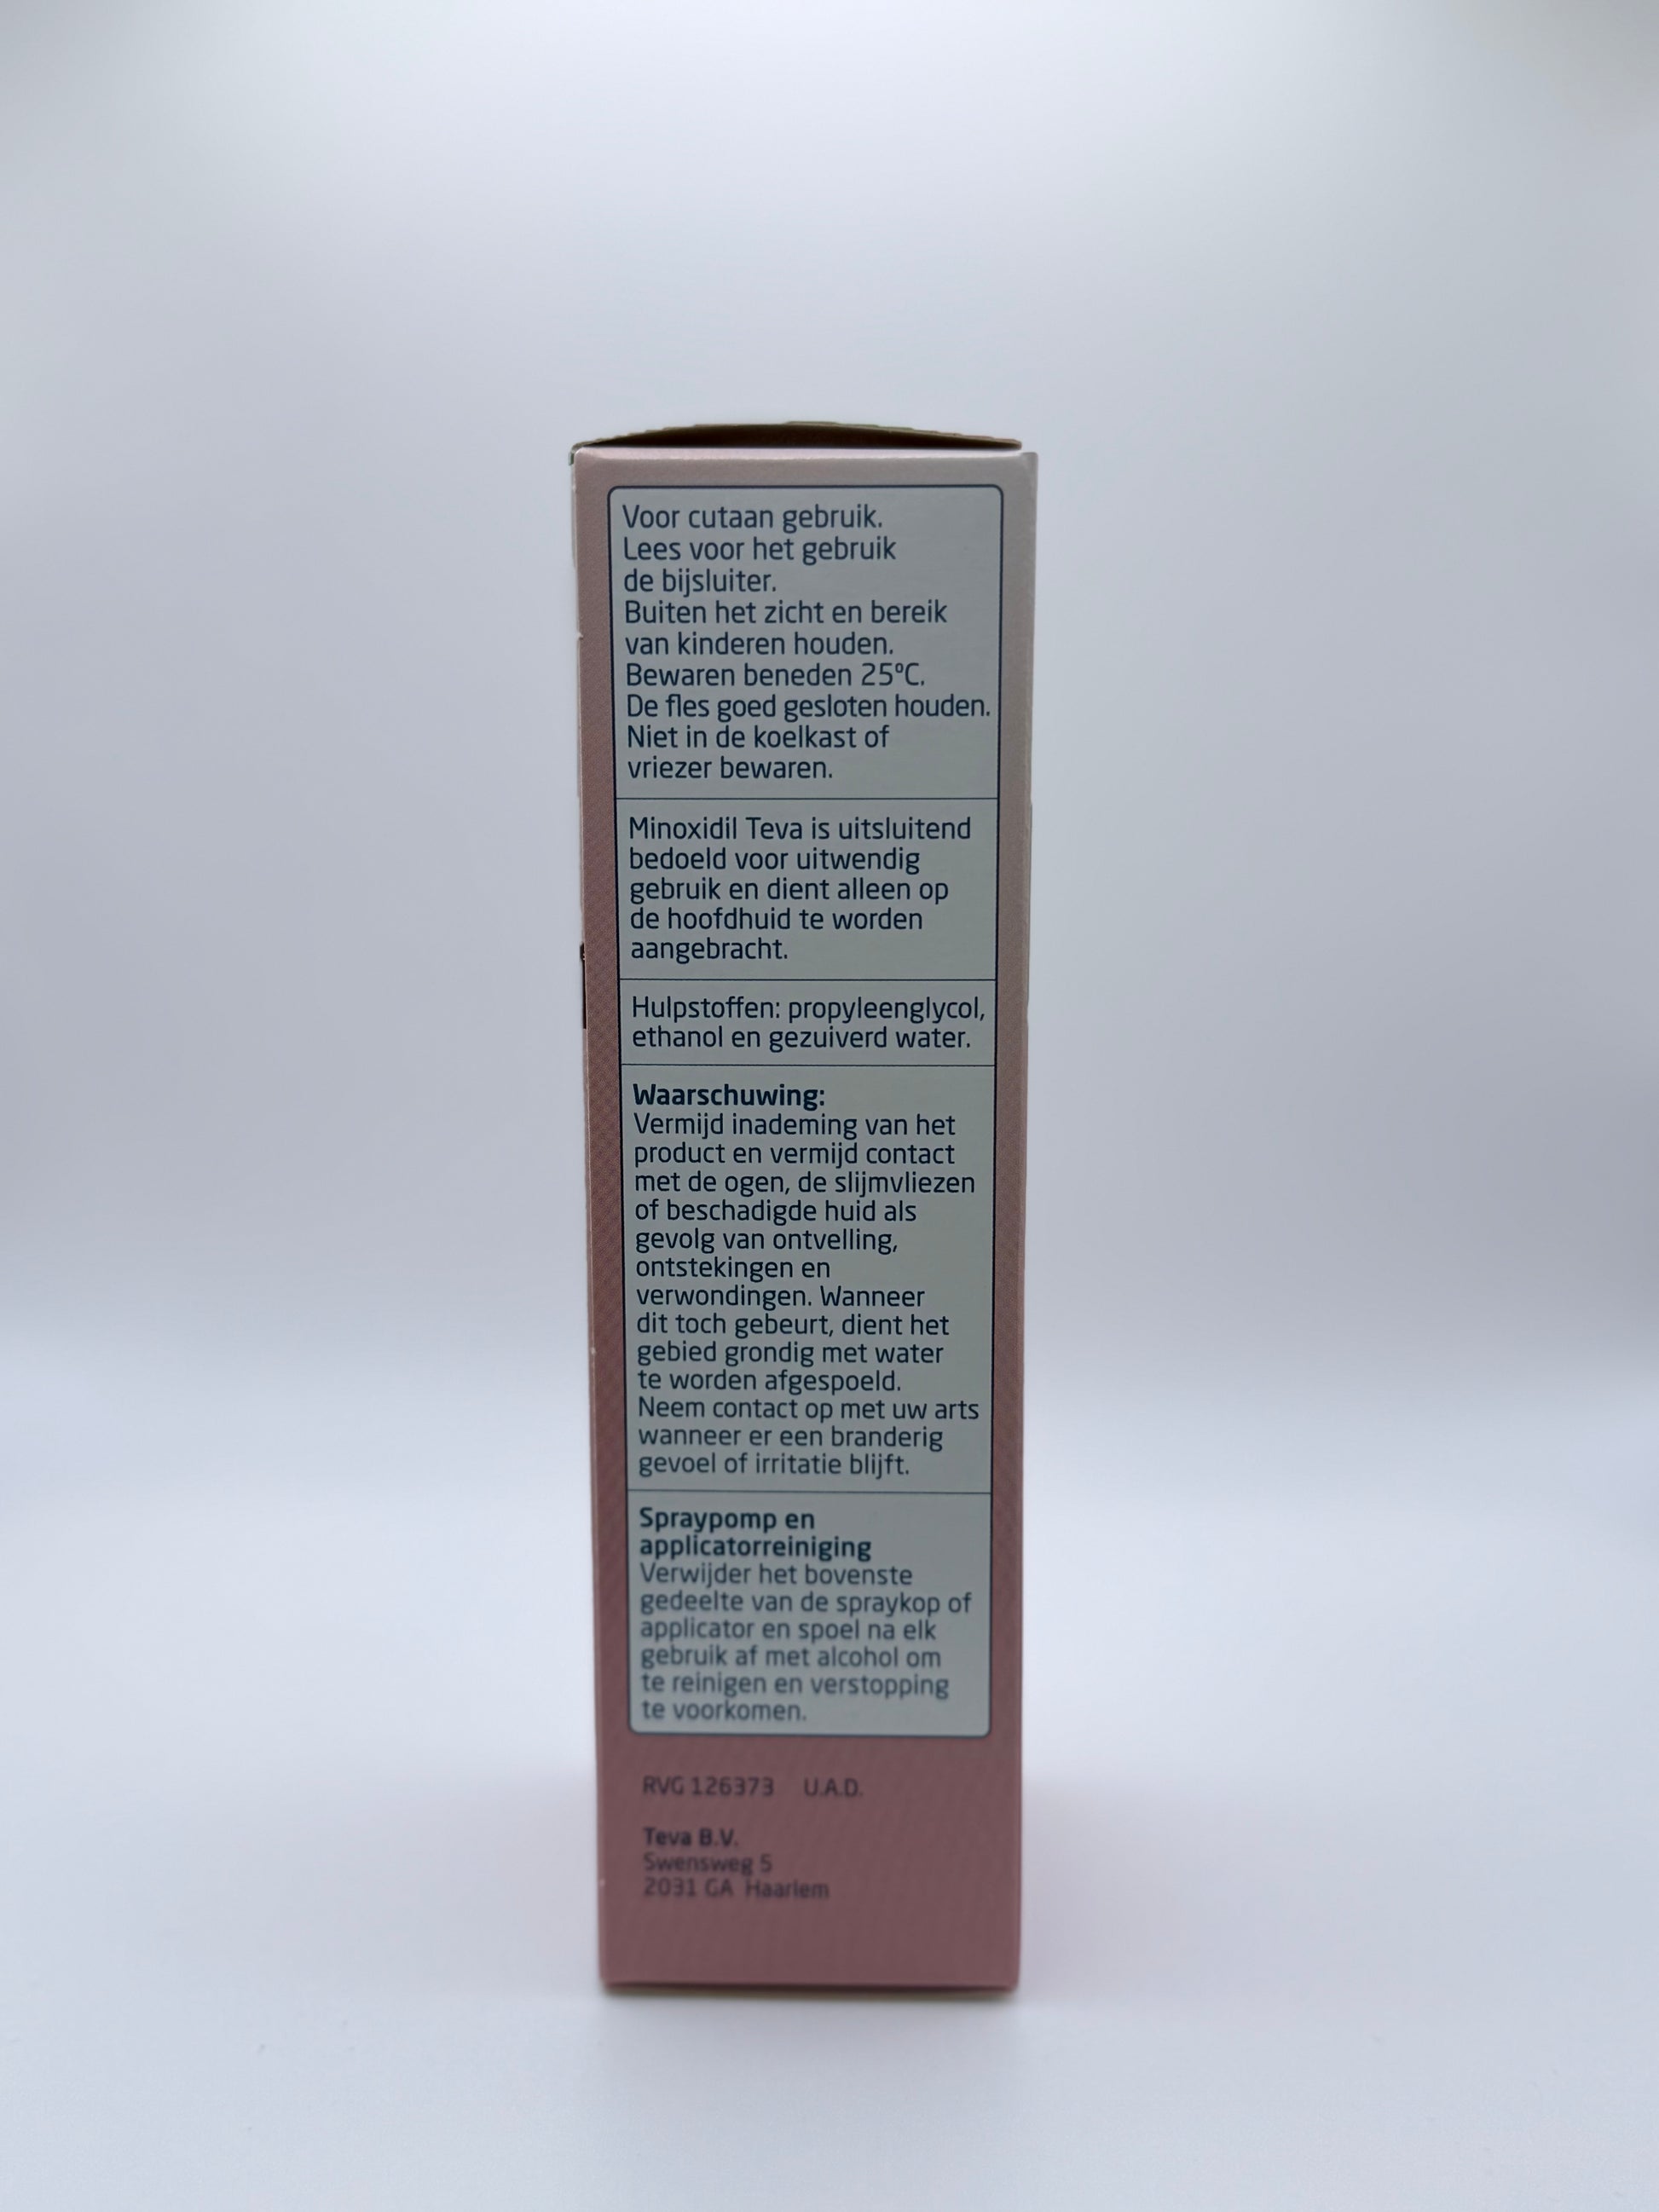 Voor cutaan gebruik.
Lees voor het gebruik
de bijsluiter.
Buiten het zicht en bereik
van kinderen houden.
Bewaren beneden 25ºC.
De fles goed gesloten houden.
Niet in de koelkast of
vriezer bewaren.
Minoxidil Teva is uitsluitend
bedoeld voor uitwendig
gebruik en dient alleen op
de hoofdhuid te worden
aangebracht.
Hulpstoffen: propyleenglycol,
ethanol en gezuiverd water.
Waarschuwing:
Vermijd inademing van het
product en vermijd contact
met de ogen, de slijmvliezen
of beschadigde huid als
gevolg van ontvelling,
ontstekingen en
verwondingen. Wanneer
dit toch gebeurt, dient het
gebied grondig met water
te worden afgespoeld.
Neem contact op met uw arts
wanneer er een branderig
gevoel of irritatie blijft.
Spraypomp en
applicatorreiniging
Verwijder het bovenste
gedeelte van de spraykop of
applicator en spoel na elk
gebruik af met alcohol om
te reinigen en verstopping
te voorkomen.
RVG 126373 U.A.D.
Teva B.V.
Swensweg 5
2031 GA Haarlem